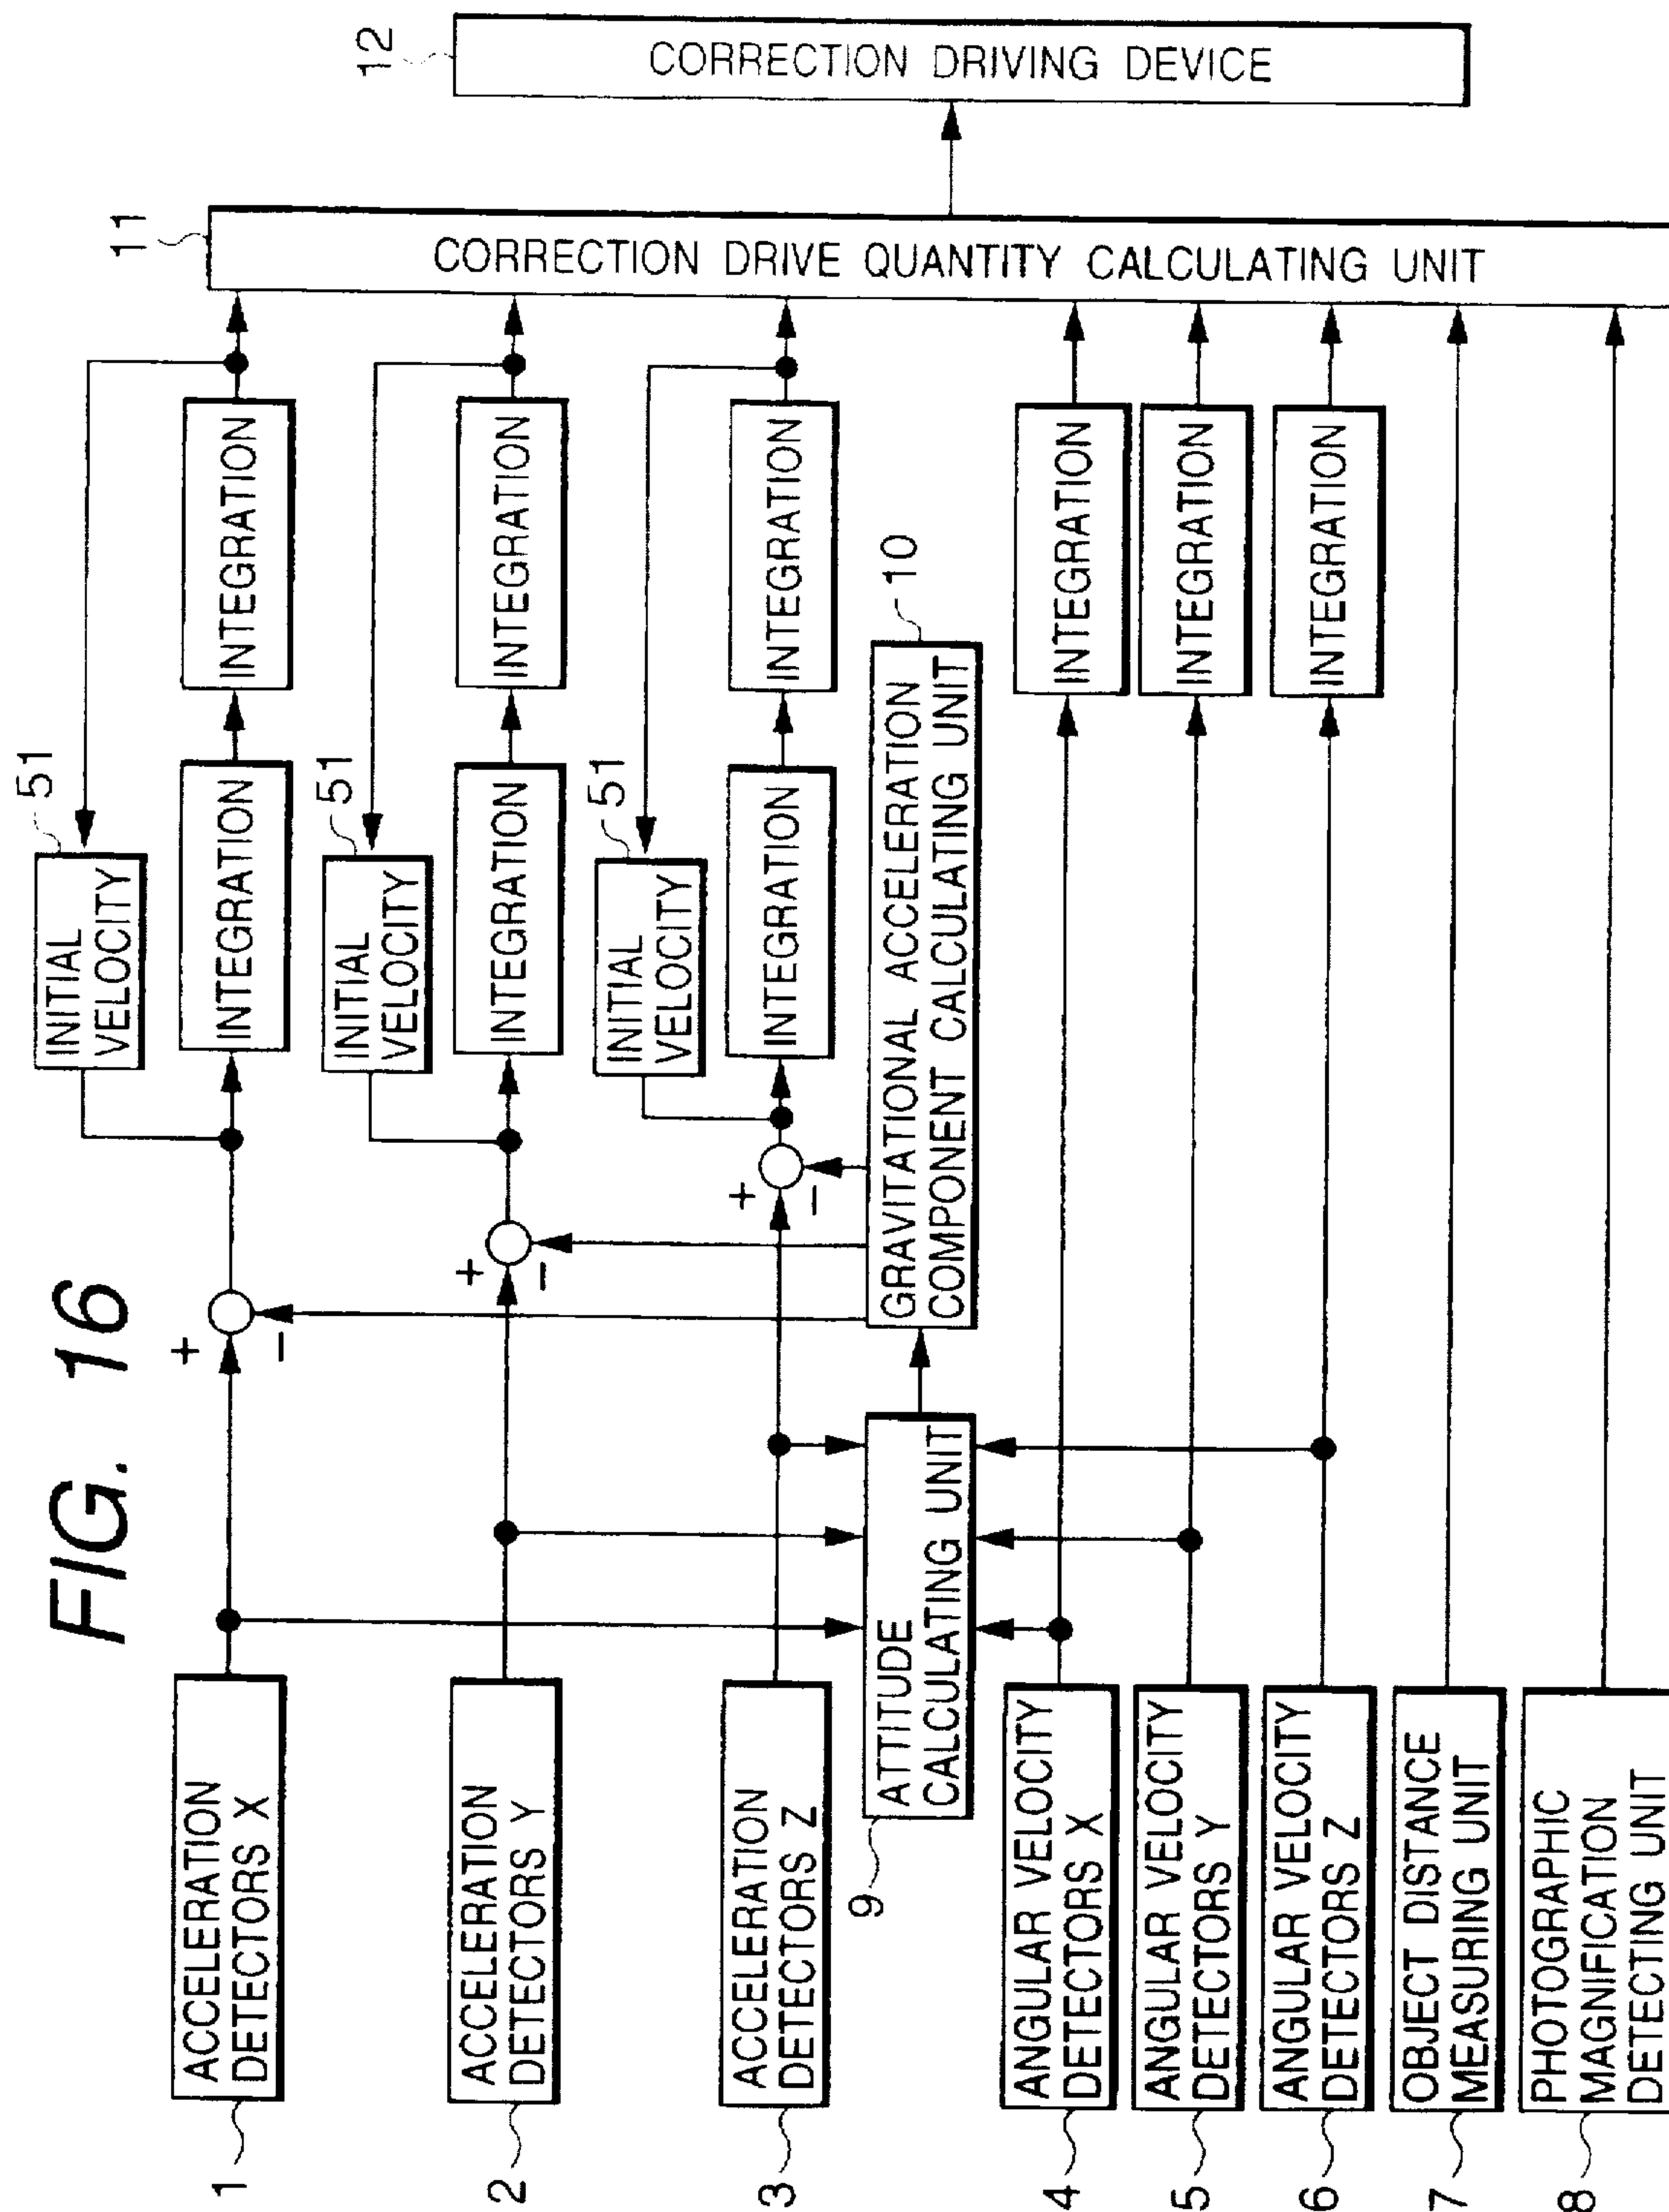 FIG. 16
1
ACCELERATION
DETECTORS X
+
−
INITIAL
VELOCITY
51
INTEGRATION
INTEGRATION
2
ACCELERATION
DETECTORS Y
+
−
INITIAL
VELOCITY
51
INTEGRATION
INTEGRATION
3
ACCELERATION
DETECTORS Z
+
−
INITIAL
VELOCITY
51
INTEGRATION
INTEGRATION
9
ATTITUDE
CALCULATING UNIT
GRAVITATIONAL ACCELERATION
COMPONENT CALCULATING UNIT
10
4
ANGULAR VELOCITY
DETECTORS X
INTEGRATION
5
ANGULAR VELOCITY
DETECTORS Y
INTEGRATION
6
ANGULAR VELOCITY
DETECTORS Z
INTEGRATION
7
OBJECT DISTANCE
MEASURING UNIT
8
PHOTOGRAPHIC
MAGNIFICATION
DETECTING UNIT
11
CORRECTION DRIVE QUANTITY CALCULATING UNIT
12
CORRECTION DRIVING DEVICE